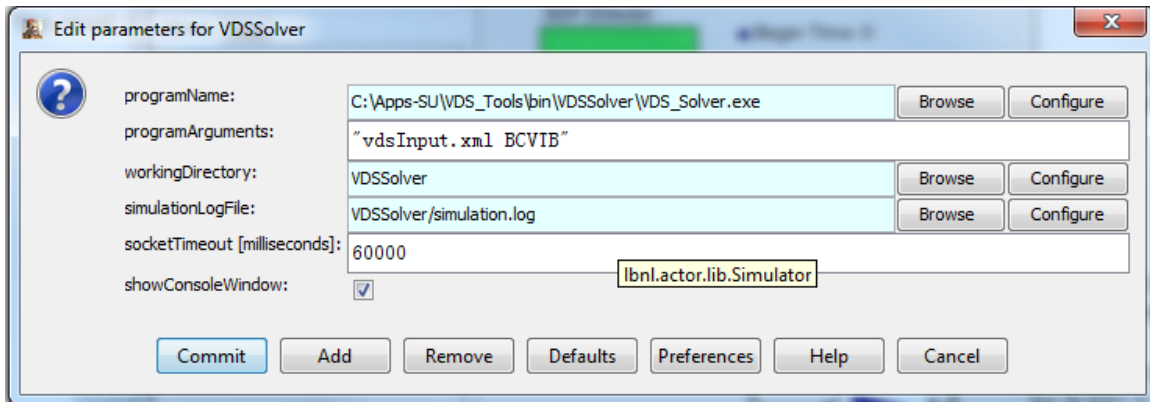 Edit parameters for VDSSolver
programName: C:\Apps-SU\VDS_Tools\bin\VDSSolver\VDS_Solver.exe Browse Configure
programArguments: "vdsInput.xml BCVIB"
workingDirectory: VDSSolver Browse Configure
simulationLogFile: VDSSolver/simulation.log Browse Configure
socketTimeout [milliseconds]: 60000
lbnl.actor.lib.Simulator
showConsoleWindow:
Commit Add Remove Defaults Preferences Help Cancel